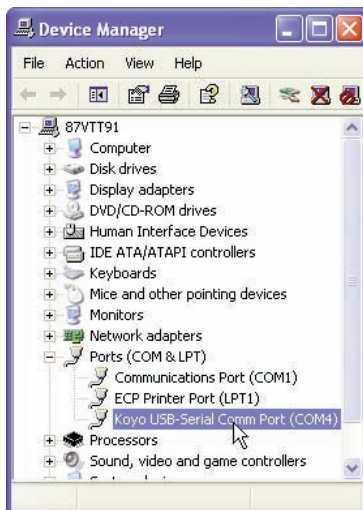 Device Manager
File Action View Help
87VTT91
Computer
Disk drives
Display adapters
DVD/CD-ROM drives
Human Interface Devices
IDE ATA/ATAPI controllers
Keyboards
Mice and other pointing devices
Monitors
Network adapters
Ports (COM & LPT)
Communications Port (COM1)
ECP Printer Port (LPT1)
Koyo USB-Serial Comm Port (COM4)
Processors
Sound, video and game controllers